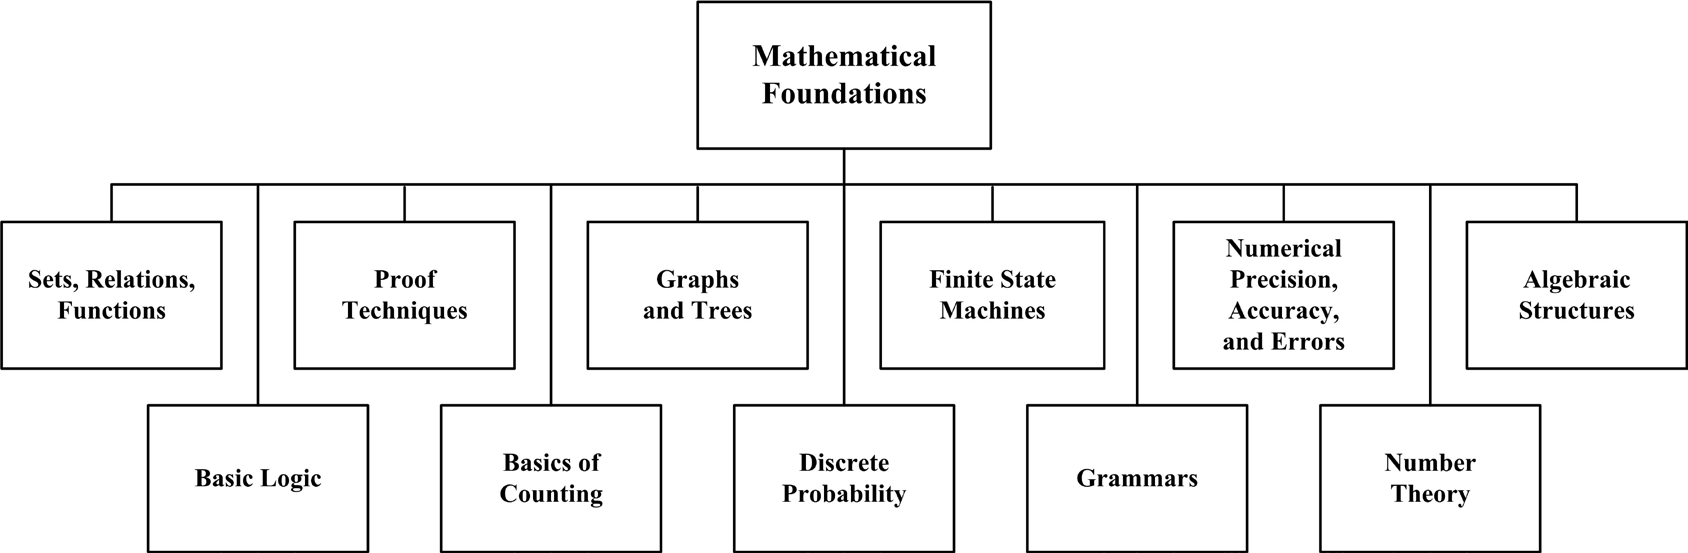 Mathematical
Foundations
Sets, Relations,
Functions
Proof
Techniques
Graphs
and Trees
Finite State
Machines
Numerical
Precision,
Accuracy,
and Errors
Algebraic
Structures
Basic Logic
Basics of
Counting
Discrete
Probability
Grammars
Number
Theory